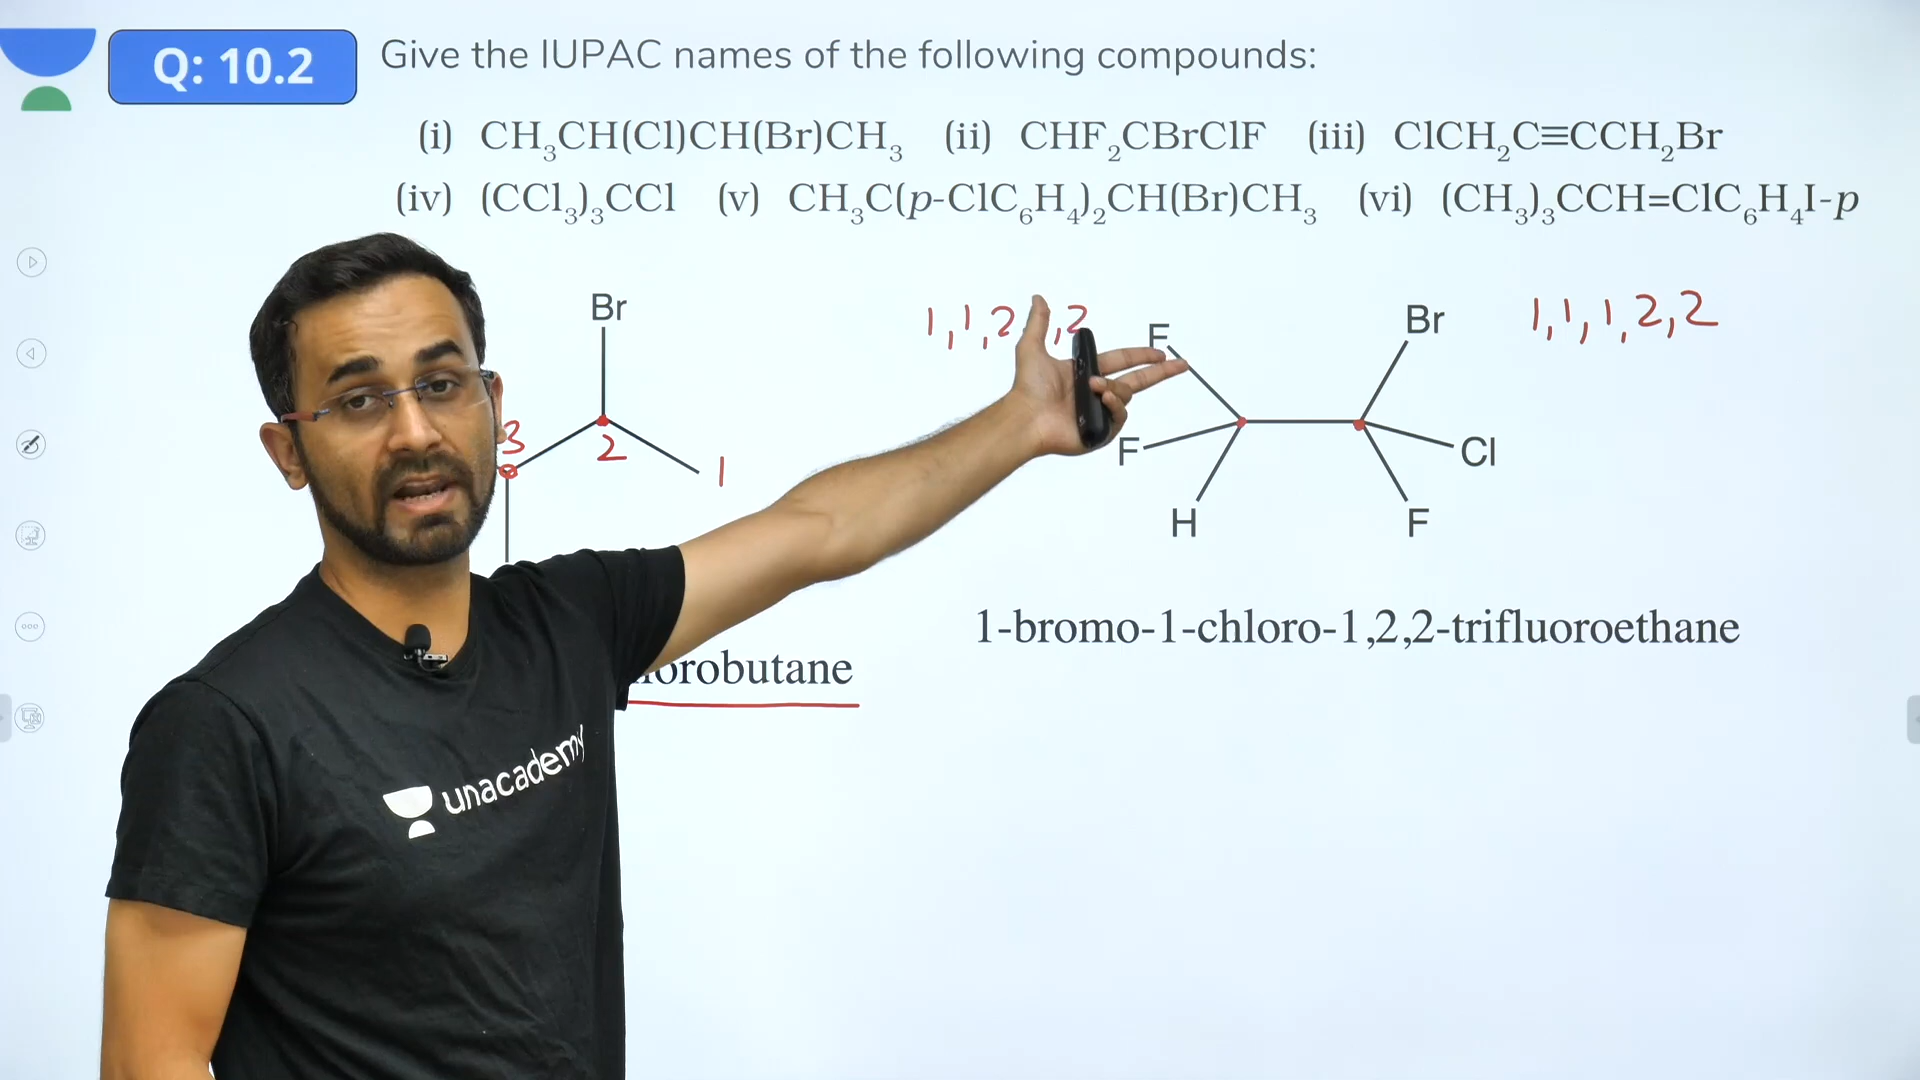 Q: 10.2 Give the IUPAC names of the following compounds:
(i) CH₃CH(Cl)CH(Br)CH₃ (ii) CHF₂CBrClF (iii) ClCH₂C≡CCH₂Br
(iv) (CCl₃)₃CCl (v) CH₃C(p-ClC₆H₄)₂CH(Br)CH₃ (vi) (CH₃)₃CCH=ClC₆H₄I-p
Br
3
2
1
1,1,2 ,2
F
F
H
Br
Cl
F
1,1,1,2,2
1-bromo-1-chloro-1,2,2-trifluoroethane
lorobutane
unacademy